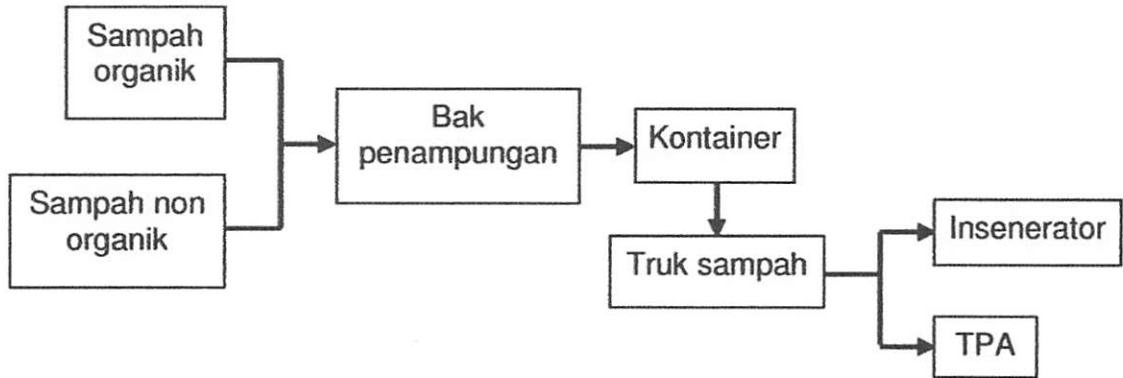 Sampah
organik
Sampah non
organik
Bak
penampungan
Kontainer
Truk sampah
Insenerator
TPA